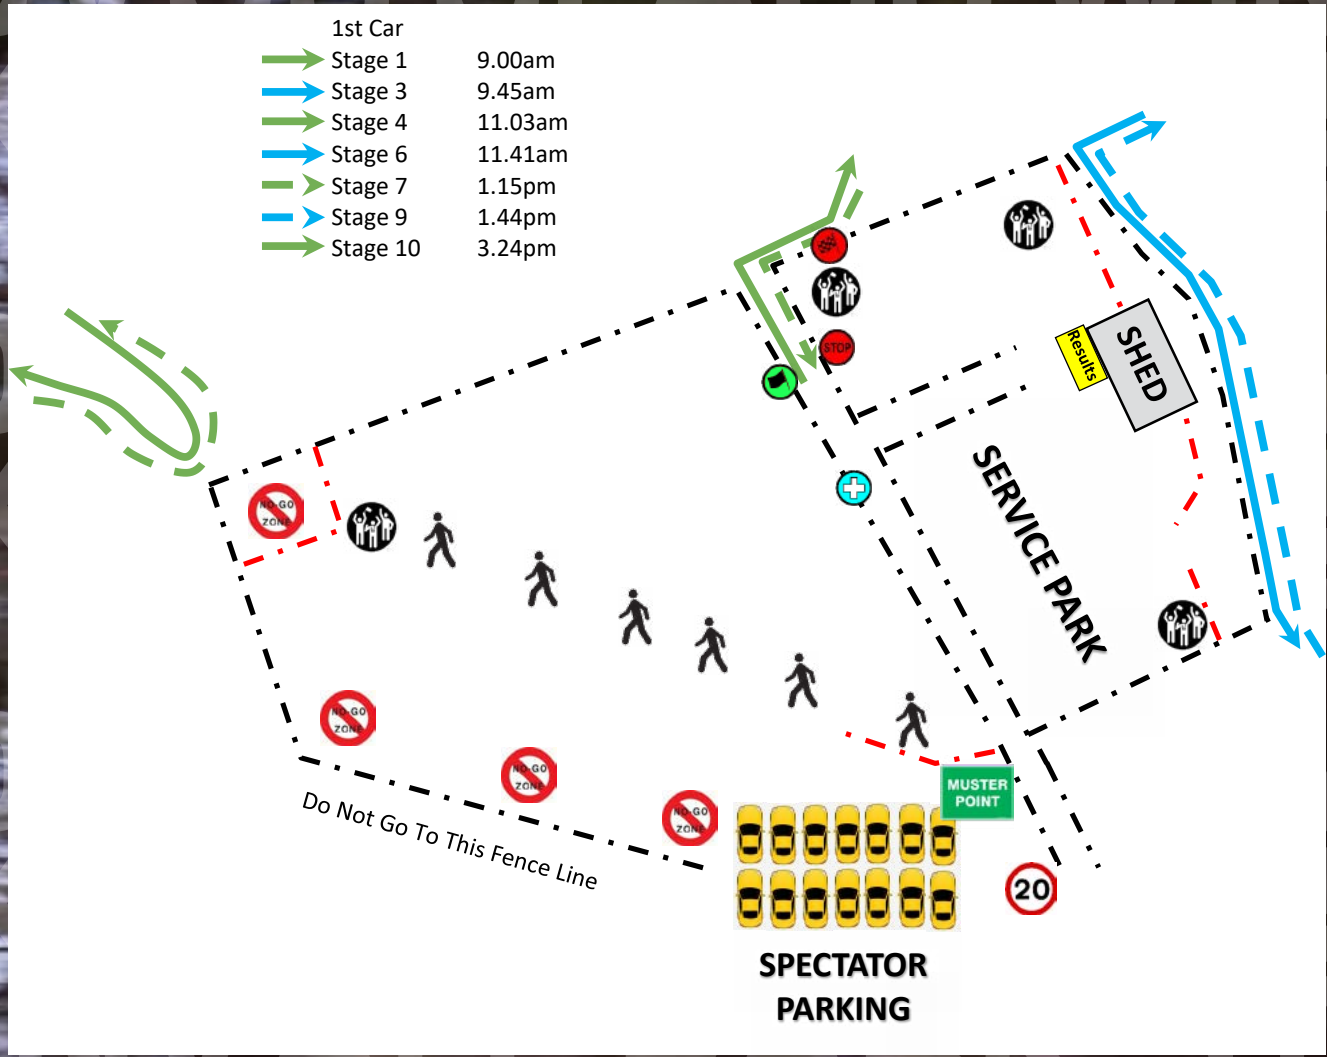 1st Car
Stage 1 9.00am
Stage 3 9.45am
Stage 4 11.03am
Stage 6 11.41am
Stage 7 1.15pm
Stage 9 1.44pm
Stage 10 3.24pm
STOP
Results
SHED
SERVICE PARK
NO-GO
ZONE
NO-GO
ZONE
NO-GO
ZONE
NO-GO
ZONE
Do Not Go To This Fence Line
MUSTER
POINT
20
SPECTATOR
PARKING